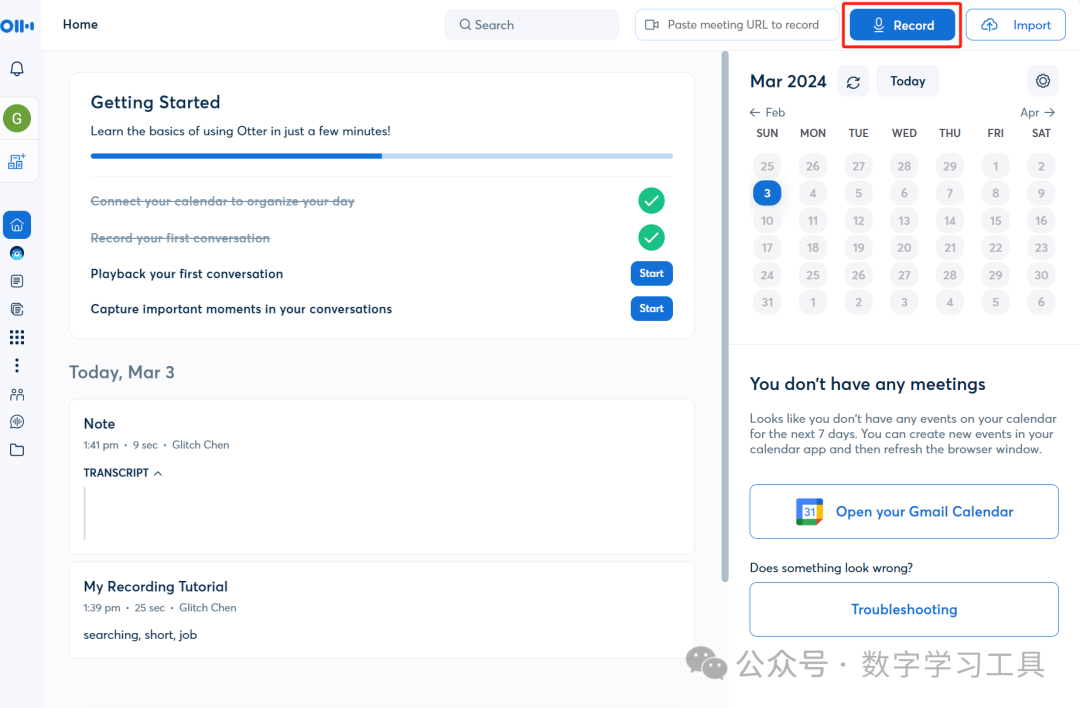 Home
Search
Paste meeting URL to record
Record
Import
G
Getting Started
Learn the basics of using Otter in just a few minutes!
Connect your calendar to organize your day
Record your first conversation
Playback your first conversation
Start
Capture important moments in your conversations
Start
Today, Mar 3
Note
1:41 pm • 9 sec • Glitch Chen
TRANSCRIPT
My Recording Tutorial
1:39 pm • 25 sec • Glitch Chen
searching, short, job
Mar 2024
Today
← Feb
Apr →
SUN MON TUE WED THU FRI SAT
25 26 27 28 29 1 2
3 4 5 6 7 8 9
10 11 12 13 14 15 16
17 18 19 20 21 22 23
24 25 26 27 28 29 30
31 1 2 3 4 5 6
You don't have any meetings
Looks like you don't have any events on your calendar
for the next 7 days. You can create new events in your
calendar app and then refresh the browser window.
31
Open your Gmail Calendar
Does something look wrong?
Troubleshooting
公众号 · 数字学习工具